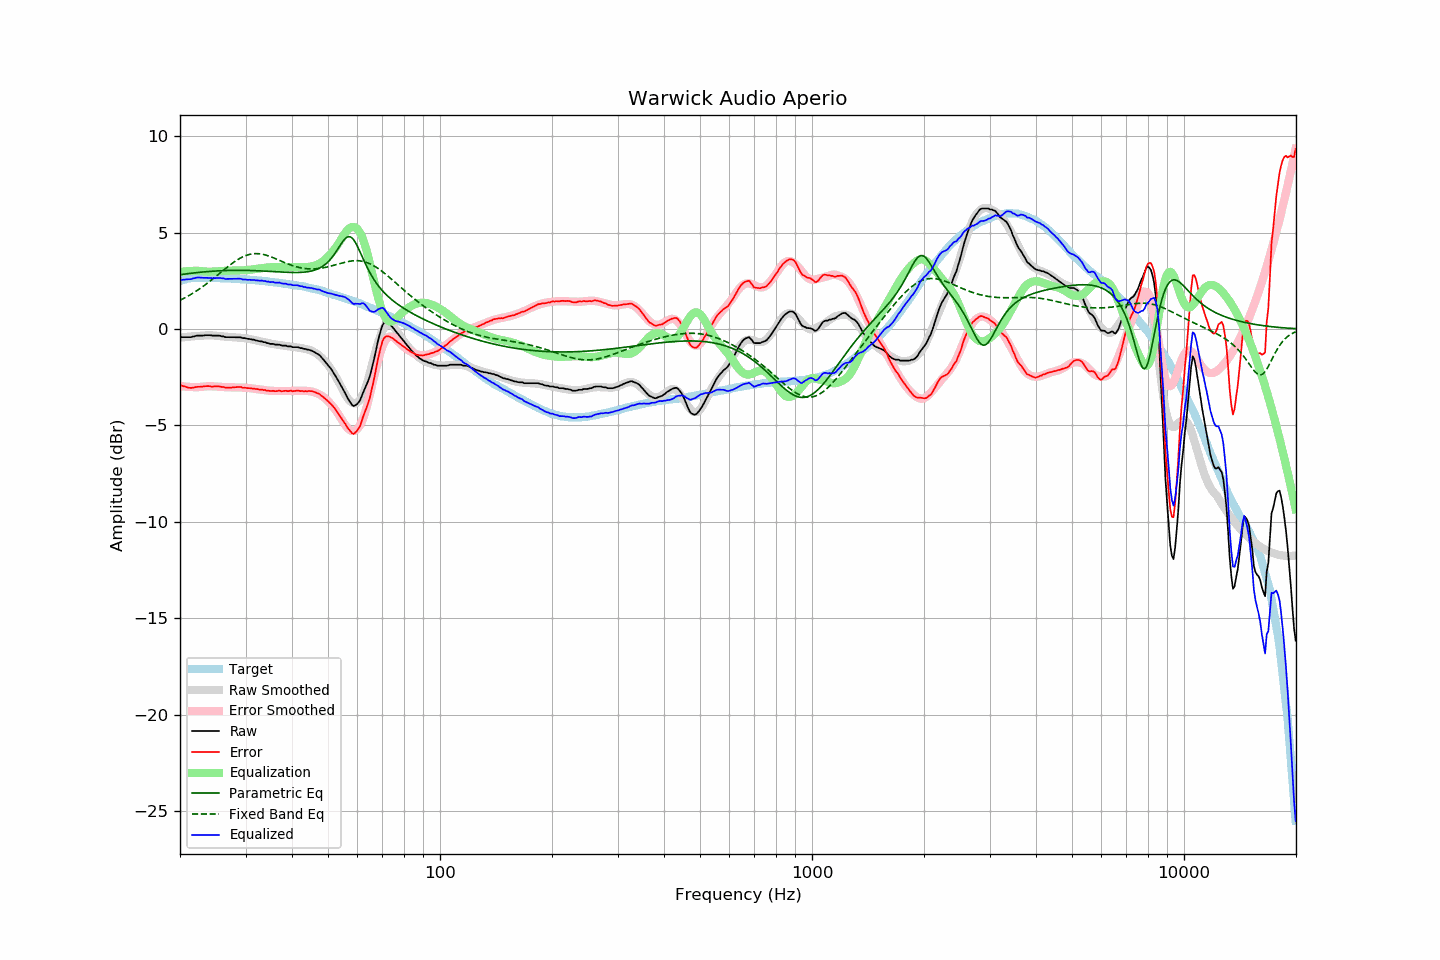 Warwick Audio Aperio
10
5
0
−5
−10
−15
−20
−25
Amplitude (dBr)
Target
Raw Smoothed
Error Smoothed
Raw
Error
Equalization
Parametric Eq
Fixed Band Eq
Equalized
100
1000
10000
Frequency (Hz)